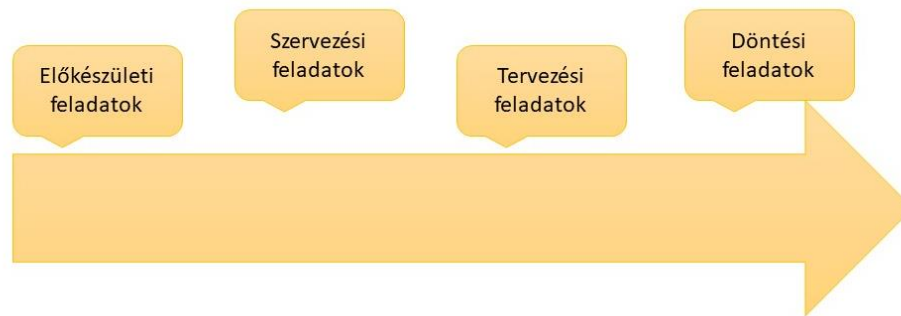 Előkészületi
feladatok
Szervezési
feladatok
Tervezési
feladatok
Döntési
feladatok